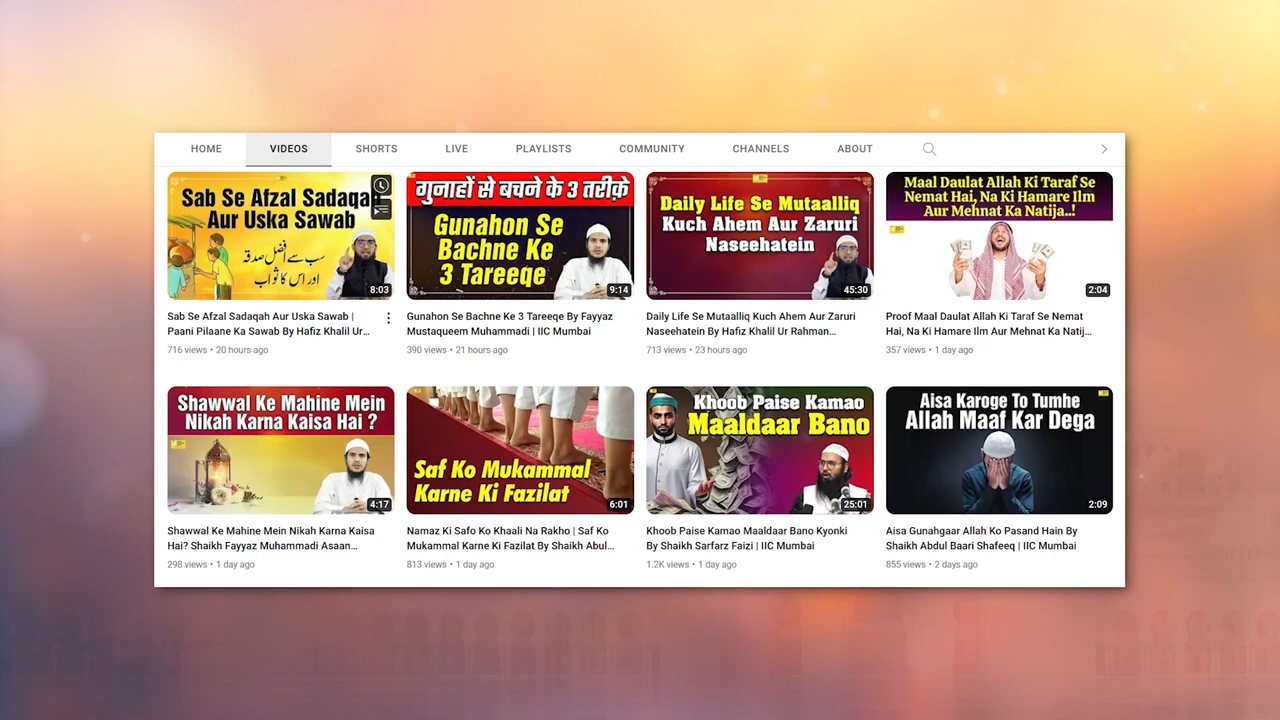 HOME VIDEOS SHORTS LIVE PLAYLISTS COMMUNITY CHANNELS ABOUT
Sab Se Afzal Sadaqah
Aur Uska Sawab
سب سے افضل صدقہ
اور اس کا ثواب
8:03
गुनाहों से बचने के 3 तरीक़े
Gunahon Se
Bachne Ke
3 Tareeqe
9:14
Daily Life Se Mutaalliq
Kuch Ahem Aur Zaruri
Naseehatein
45:30
Maal Daulat Allah Ki Taraf Se
Nemat Hai, Na Ki Hamare Ilm
Aur Mehnat Ka Natija..!
2:04
Sab Se Afzal Sadaqah Aur Uska Sawab |
Paani Pilaane Ka Sawab By Hafiz Khalil Ur...
716 views • 20 hours ago
Gunahon Se Bachne Ke 3 Tareeqe By Fayyaz
Mustaqueem Muhammadi | IIC Mumbai
390 views • 21 hours ago
Daily Life Se Mutaalliq Kuch Ahem Aur Zaruri
Naseehatein By Hafiz Khalil Ur Rahman...
713 views • 23 hours ago
Proof Maal Daulat Allah Ki Taraf Se Nemat
Hai, Na Ki Hamare Ilm Aur Mehnat Ka Natij...
357 views • 1 day ago
Shawwal Ke Mahine Mein
Nikah Karna Kaisa Hai ?
4:17
Saf Ko Mukammal
Karne Ki Fazilat
6:01
Khoob Paise Kamao
Maaldaar Bano
25:01
Aisa Karoge To Tumhe
Allah Maaf Kar Dega
2:09
Shawwal Ke Mahine Mein Nikah Karna Kaisa
Hai? Shaikh Fayyaz Muhammadi Asaan...
298 views • 1 day ago
Namaz Ki Safo Ko Khaali Na Rakho | Saf Ko
Mukammal Karne Ki Fazilat By Shaikh Abul...
813 views • 1 day ago
Khoob Paise Kamao Maaldaar Bano Kyonki
By Shaikh Sarfarz Faizi | IIC Mumbai
1.2K views • 1 day ago
Aisa Gunahgaar Allah Ko Pasand Hain By
Shaikh Abdul Baari Shafeeq | IIC Mumbai
855 views • 2 days ago